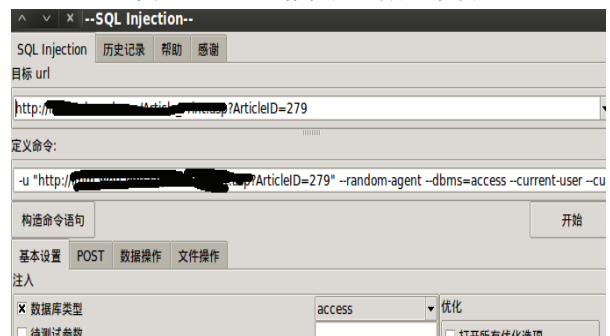 --SQL Injection--
SQL Injection 历史记录 帮助 感谢
目标 url
http:// ?ArticleID=279
定义命令:
-u "http:// ?ArticleID=279" --random-agent --dbms=access --current-user --cu
构造命令语句 开始
基本设置 POST 数据操作 文件操作
注入
数据库类型 access 优化
待测试参数 打开所有优化选项